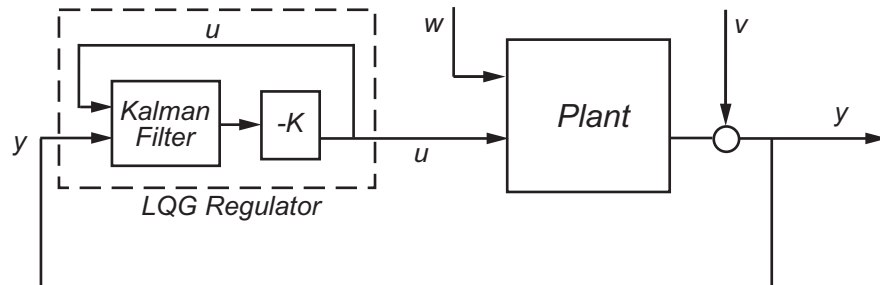 u
w
v
Kalman
Filter
-K
Plant
y
y
u
LQG Regulator